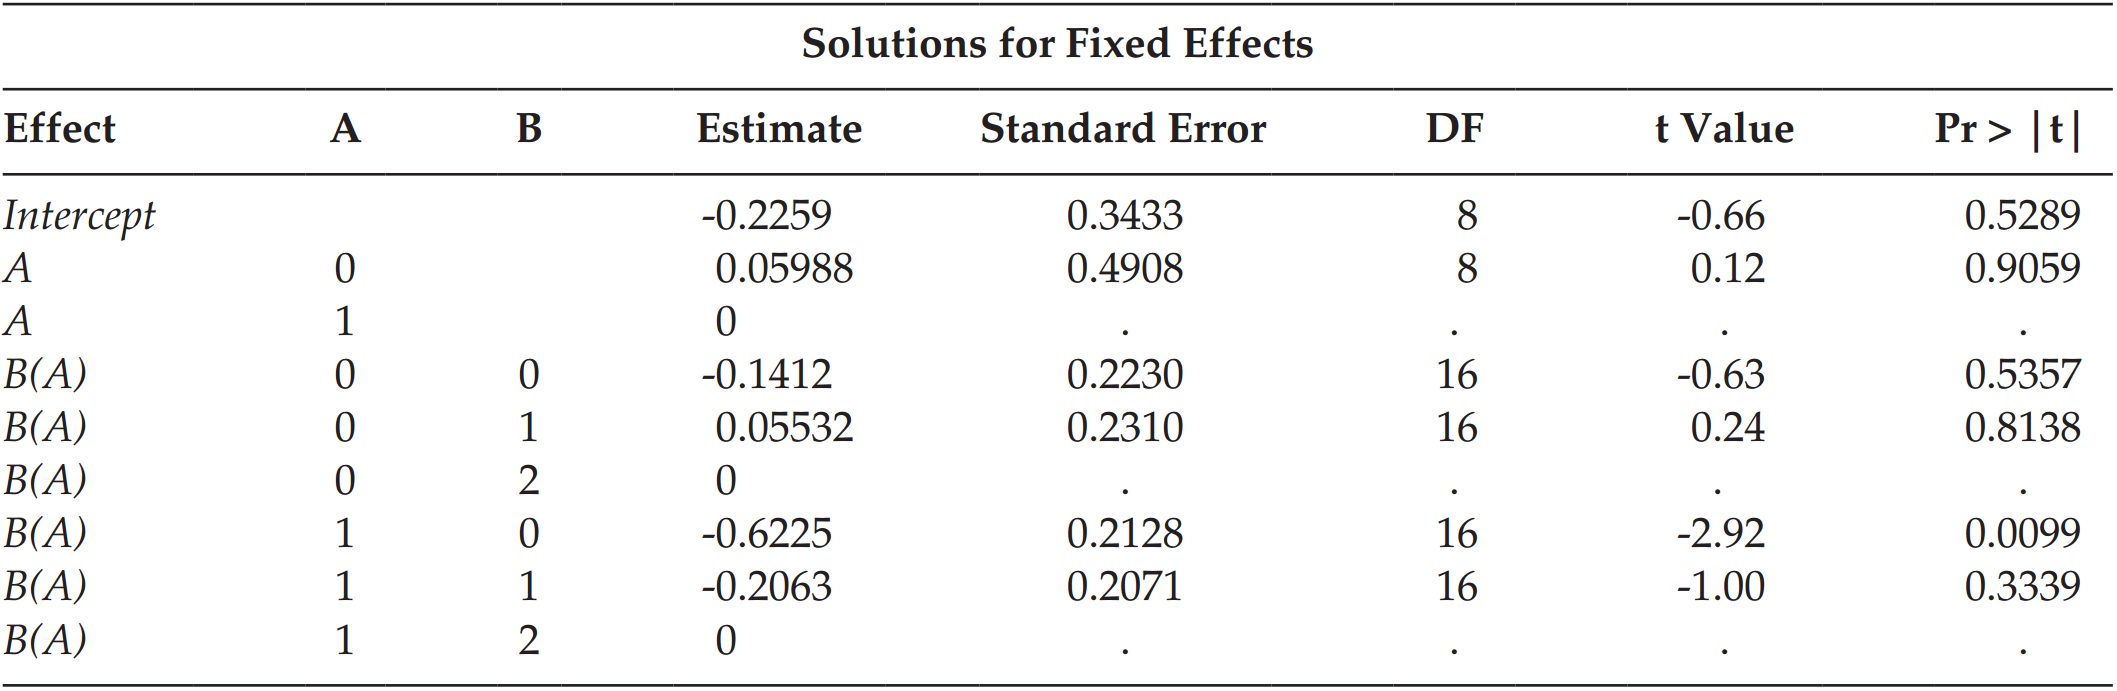 Solutions for Fixed Effects
Effect A B Estimate Standard Error DF t Value Pr > |t|
Intercept -0.2259 0.3433 8 -0.66 0.5289
A 0 0.05988 0.4908 8 0.12 0.9059
A 1 0 . . . .
B(A) 0 0 -0.1412 0.2230 16 -0.63 0.5357
B(A) 0 1 0.05532 0.2310 16 0.24 0.8138
B(A) 0 2 0 . . . .
B(A) 1 0 -0.6225 0.2128 16 -2.92 0.0099
B(A) 1 1 -0.2063 0.2071 16 -1.00 0.3339
B(A) 1 2 0 . . . .